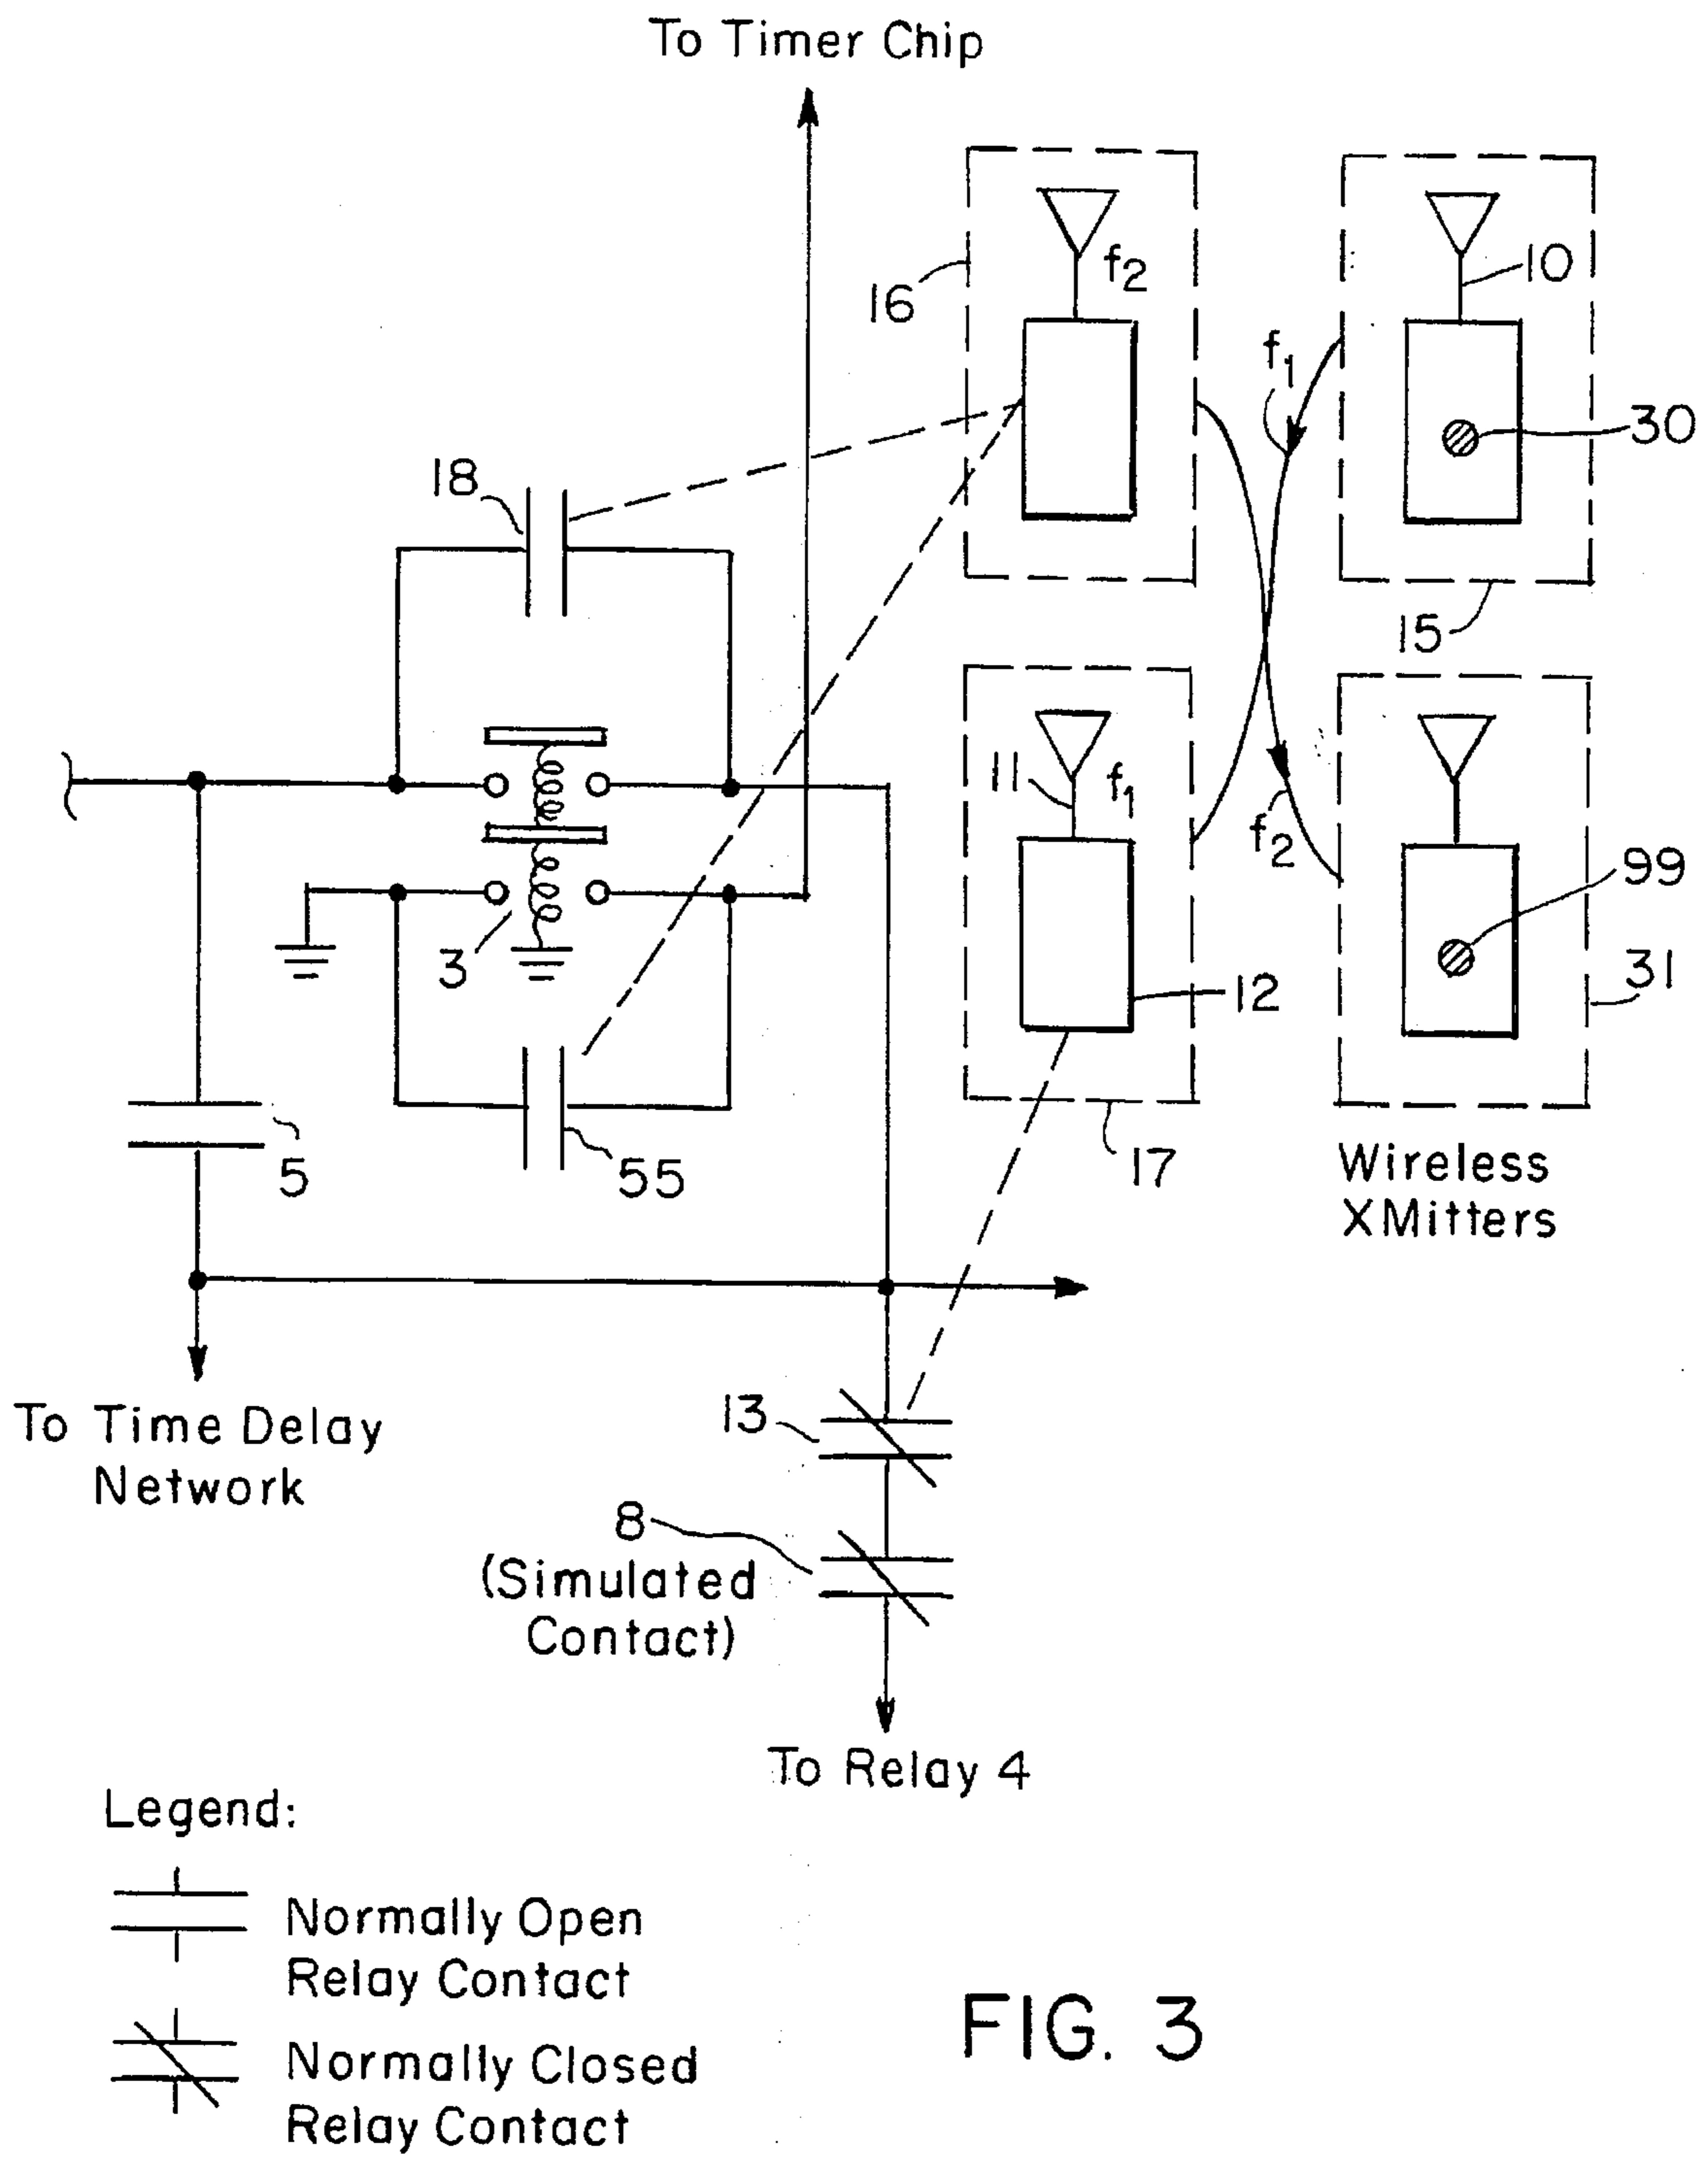 To Timer Chip
16
f2
10
f1
30
18
15
11
f1
f2
99
3
12
31
5
55
17
Wireless
XMitters
To Time Delay
Network
13
8
(Simulated
Contact)
To Relay 4
Legend:
Normally Open
Relay Contact
Normally Closed
Relay Contact
FIG. 3